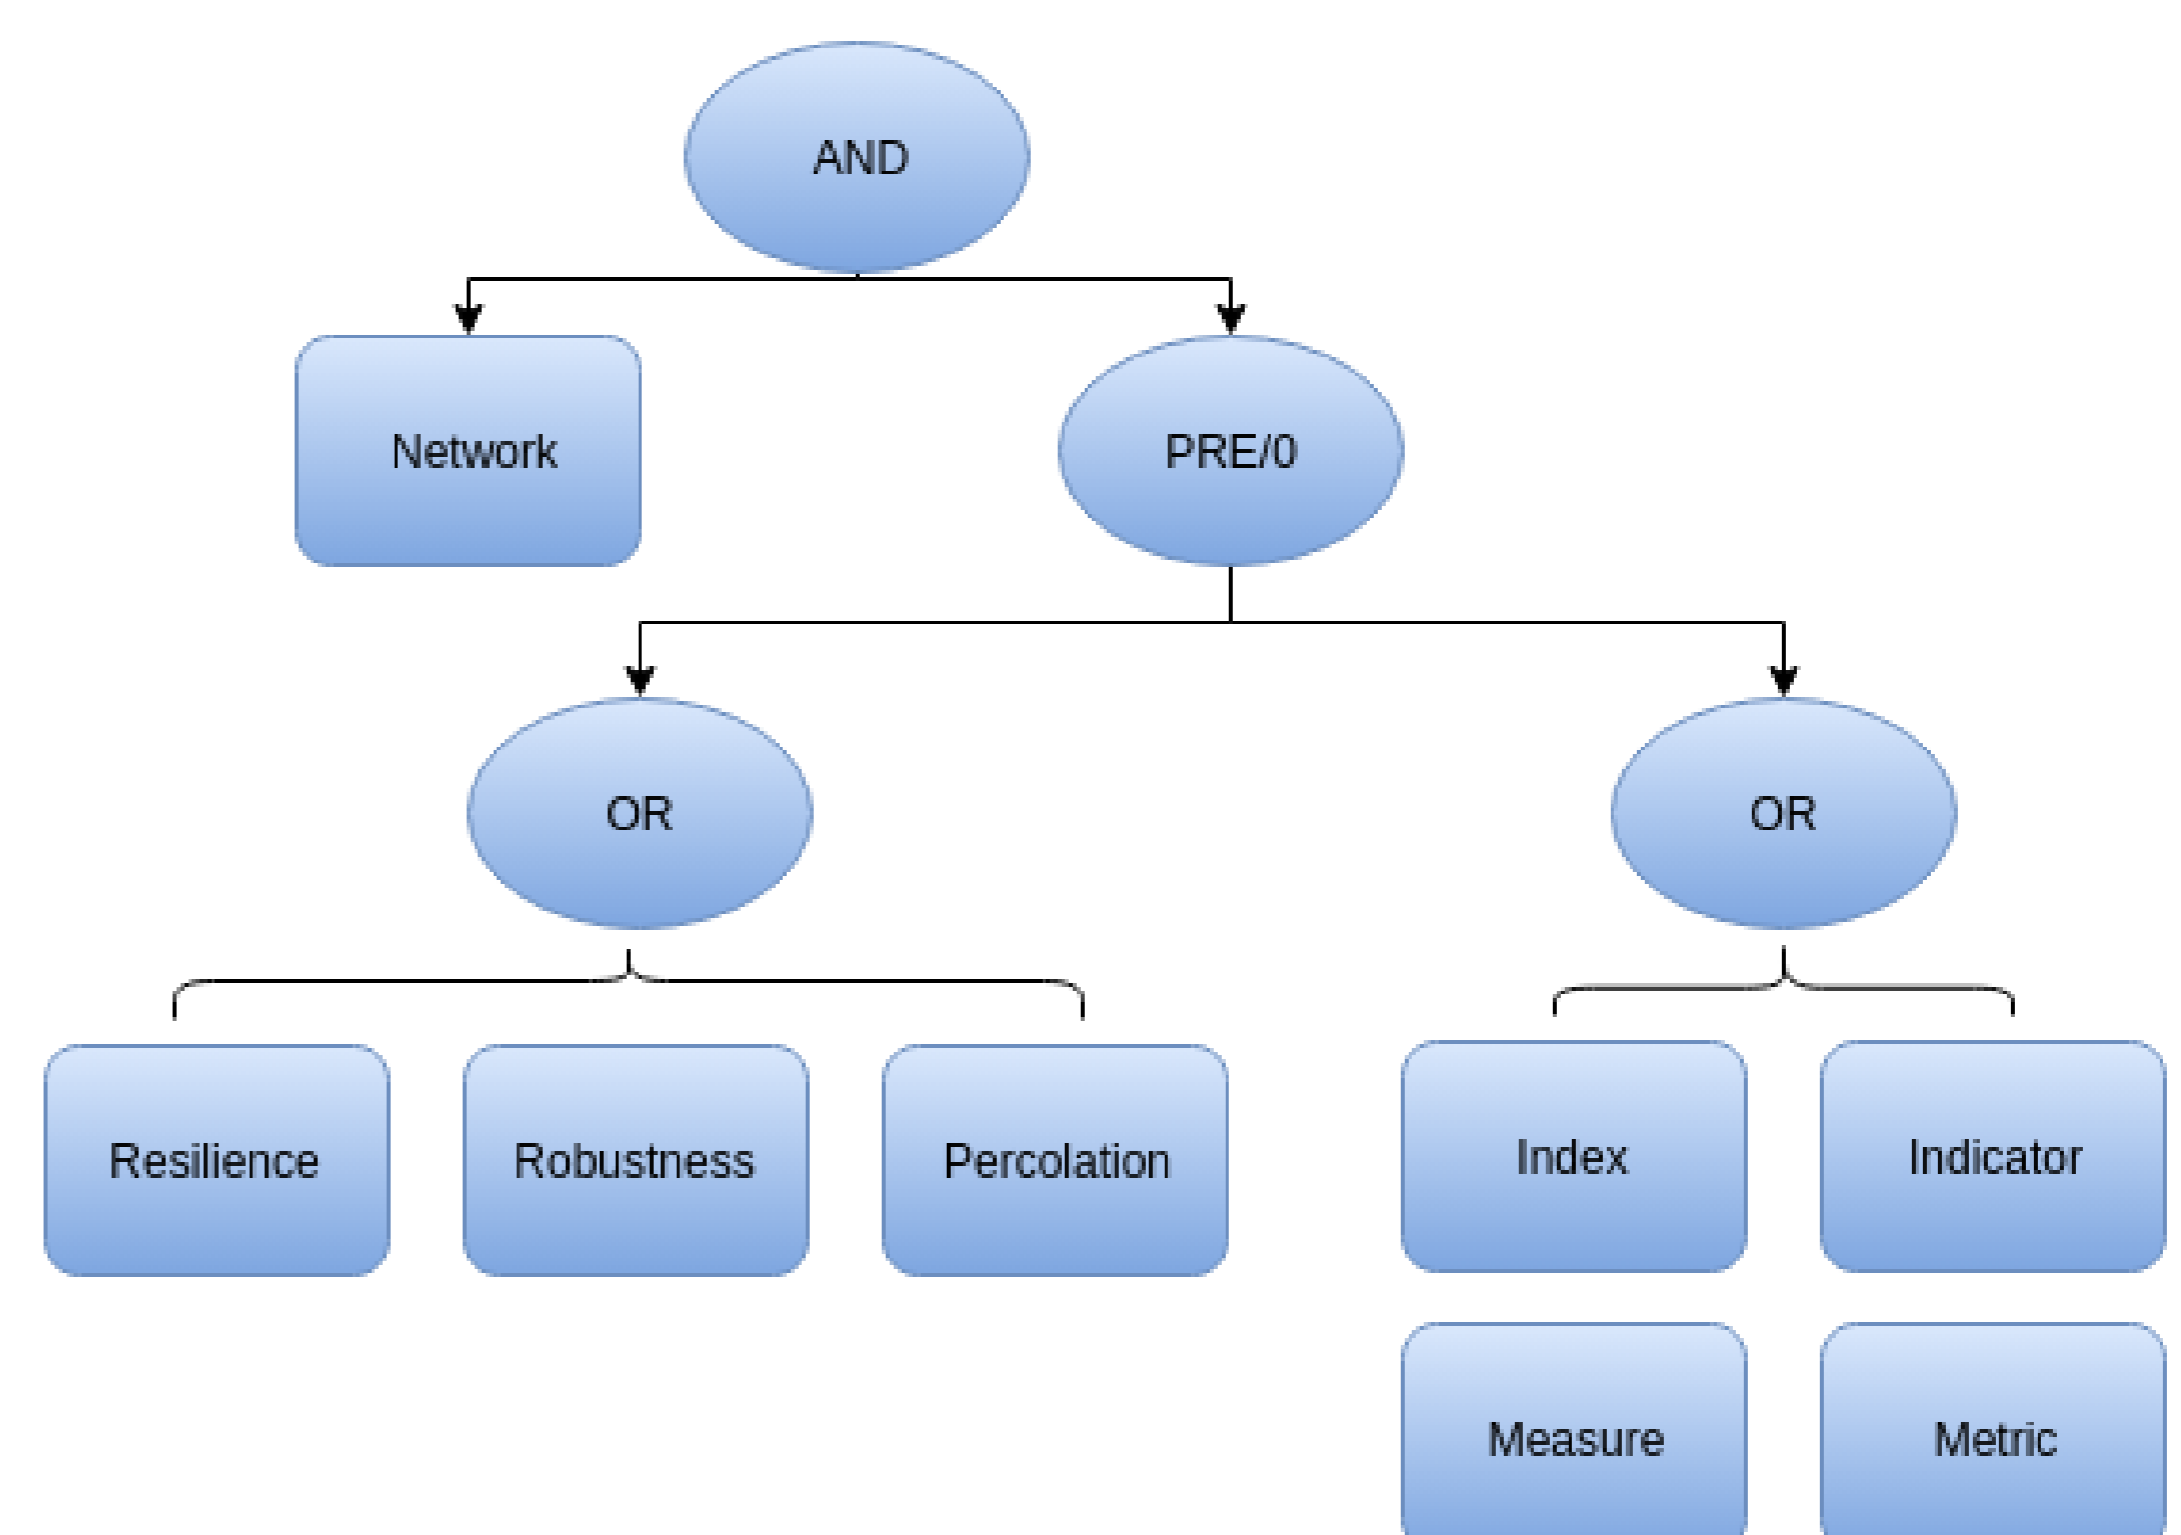 AND
Network
PRE/0
OR
OR
Resilience
Robustness
Percolation
Index
Indicator
Measure
Metric